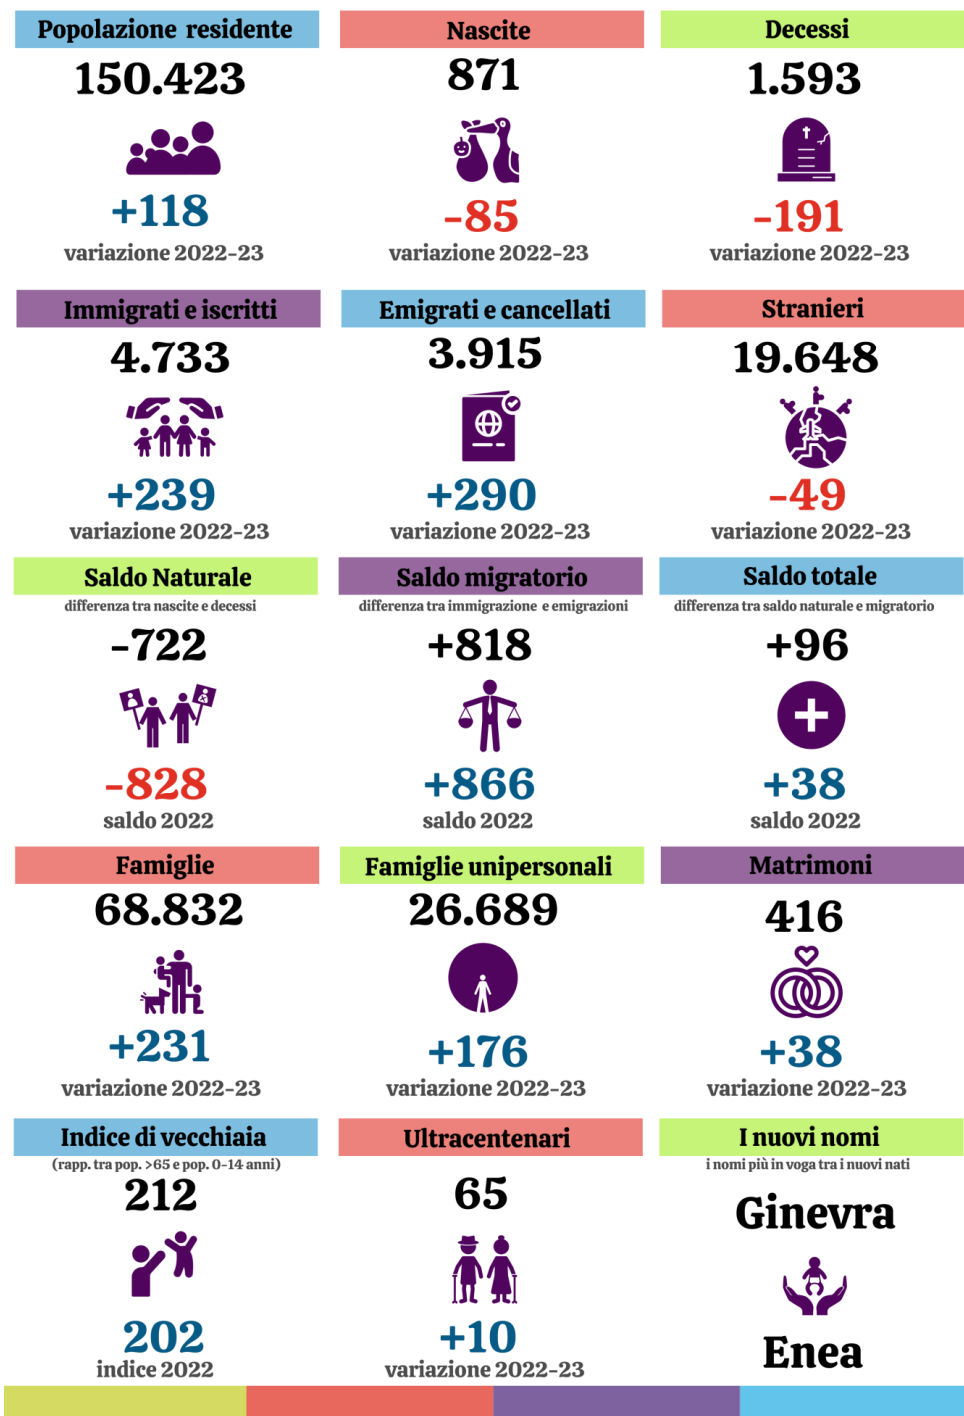 Popolazione residente
150.423
+118
variazione 2022-23
Nascite
871
-85
variazione 2022-23
Decessi
1.593
-191
variazione 2022-23
Immigrati e iscritti
4.733
+239
variazione 2022-23
Emigrati e cancellati
3.915
+290
variazione 2022-23
Stranieri
19.648
-49
variazione 2022-23
Saldo Naturale
differenza tra nascite e decessi
-722
-828
saldo 2022
Saldo migratorio
differenza tra immigrazione e emigrazioni
+818
+866
saldo 2022
Saldo totale
differenza tra saldo naturale e migratorio
+96
+38
saldo 2022
Famiglie
68.832
+231
variazione 2022-23
Famiglie unipersonali
26.689
+176
variazione 2022-23
Matrimoni
416
+38
variazione 2022-23
Indice di vecchiaia
(rapp. tra pop. >65 e pop. 0-14 anni)
212
202
indice 2022
Ultracentenari
65
+10
variazione 2022-23
I nuovi nomi
i nomi più in voga tra i nuovi nati
Ginevra
Enea